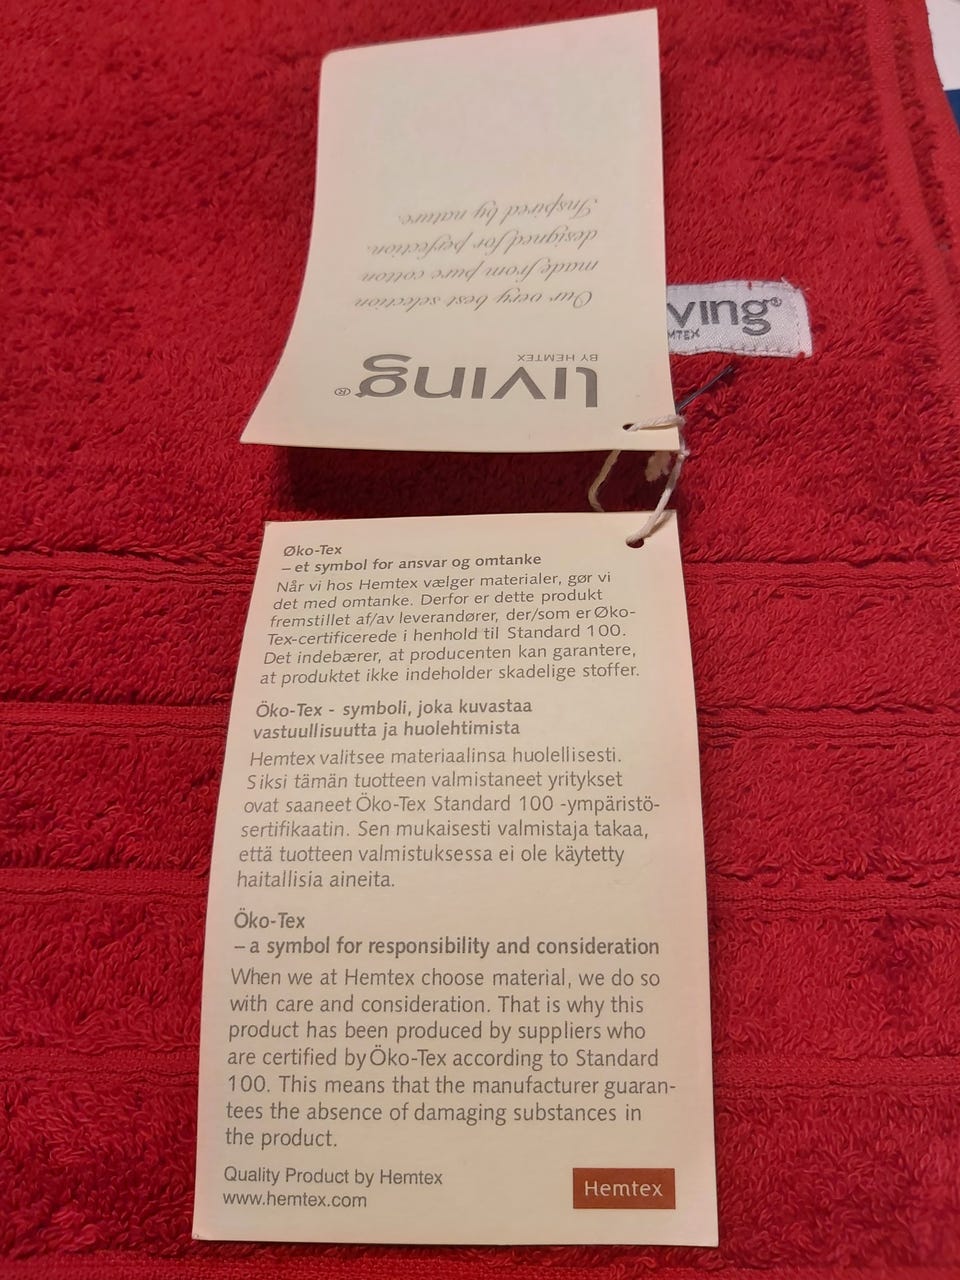 living®
BY HEMTEX
Our very best selection
made from pure cotton
designed for perfection.
Inspired by nature.
ving®
MTEX
Øko-Tex
– et symbol for ansvar og omtanke
Når vi hos Hemtex vælger materialer, gør vi
det med omtanke. Derfor er dette produkt
fremstillet af/av leverandører, der/som er Øko-
Tex-certificerede i henhold til Standard 100.
Det indebærer, at producenten kan garantere,
at produktet ikke indeholder skadelige stoffer.
Öko-Tex - symboli, joka kuvastaa
vastuullisuutta ja huolehtimista
Hemtex valitsee materiaalinsa huolellisesti.
Siksi tämän tuotteen valmistaneet yritykset
ovat saaneet Öko-Tex Standard 100 -ympäristö-
sertifikaatin. Sen mukaisesti valmistaja takaa,
että tuotteen valmistuksessa ei ole käytetty
haitallisia aineita.
Öko-Tex
– a symbol for responsibility and consideration
When we at Hemtex choose material, we do so
with care and consideration. That is why this
product has been produced by suppliers who
are certified by Öko-Tex according to Standard
100. This means that the manufacturer guaran-
tees the absence of damaging substances in
the product.
Quality Product by Hemtex
www.hemtex.com
Hemtex